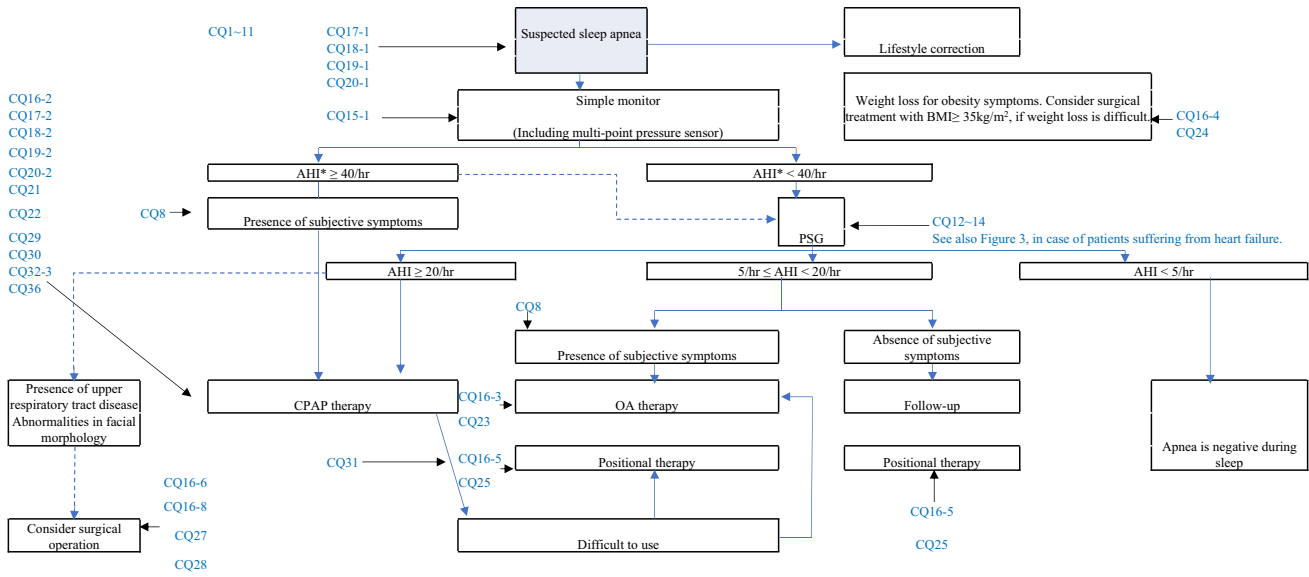 CQ1~11
CQ17-1
CQ18-1
CQ19-1
CQ20-1
Suspected sleep apnea
Lifestyle correction
CQ16-2
CQ17-2
CQ18-2
CQ19-2
CQ20-2
CQ21
CQ22
CQ29
CQ30
CQ32-3
CQ36
CQ15-1
Simple monitor
(Including multi-point pressure sensor)
Weight loss for obesity symptoms. Consider surgical
treatment with BMI≥ 35kg/m², if weight loss is difficult.
CQ16-4
CQ24
AHI* ≥ 40/hr
AHI* < 40/hr
CQ8
Presence of subjective symptoms
PSG
CQ12~14
See also Figure 3, in case of patients suffering from heart failure.
AHI ≥ 20/hr
5/hr ≤ AHI < 20/hr
AHI < 5/hr
CQ8
Presence of subjective symptoms
Absence of subjective
symptoms
Presence of upper
respiratory tract disease
Abnormalities in facial
morphology
CPAP therapy
CQ16-3
CQ23
OA therapy
Follow-up
Apnea is negative during
sleep
CQ31
CQ16-5
CQ25
Positional therapy
Positional therapy
CQ16-5
CQ25
CQ16-6
CQ16-8
CQ27
CQ28
Consider surgical
operation
Difficult to use